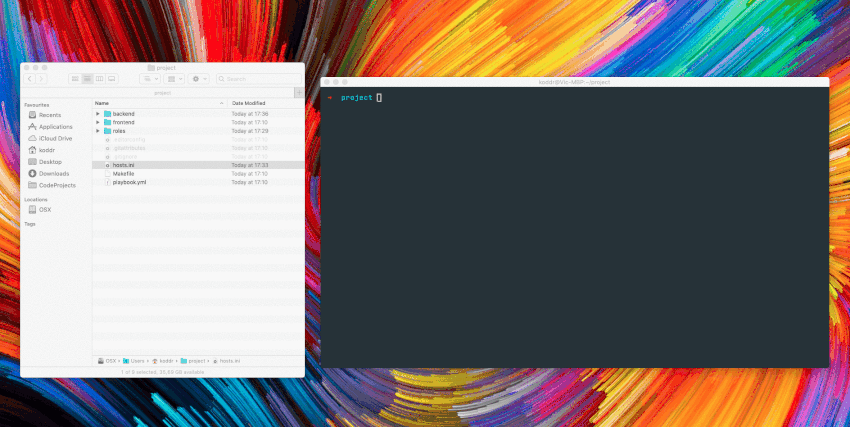 project
Search
project
Favourites
Recents
Applications
iCloud Drive
koddr
Desktop
Downloads
CodeProjects
Locations
OSX
Tags
Name Date Modified
backend Today at 17:36
frontend Today at 17:10
roles Today at 17:29
.editorconfig Today at 17:10
.gitattributes Today at 17:10
.gitignore Today at 17:10
hosts.ini Today at 17:33
Makefile Today at 17:10
playbook.yml Today at 17:10
OSX › Users › koddr › project › hosts.ini
1 of 9 selected, 35,69 GB available
koddr@Vic-MBP:~/project
➜ project